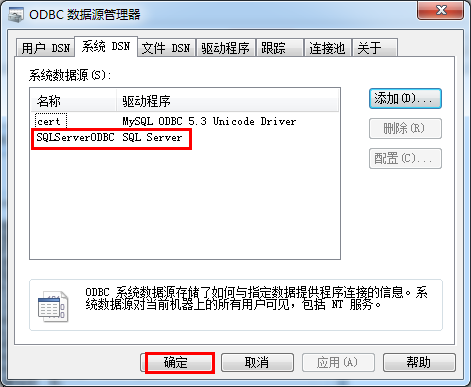 ODBC 数据源管理器
用户 DSN 系统 DSN 文件 DSN 驱动程序 跟踪 连接池 关于
系统数据源(S):
名称 驱动程序
cert MySQL ODBC 5.3 Unicode Driver
SQLServerODBC SQL Server
添加(D)...
删除(R)
配置(C)...
ODBC 系统数据源存储了如何与指定数据提供程序连接的信息。系
统数据源对当前机器上的所有用户可见，包括 NT 服务。
确定 取消 应用(A) 帮助